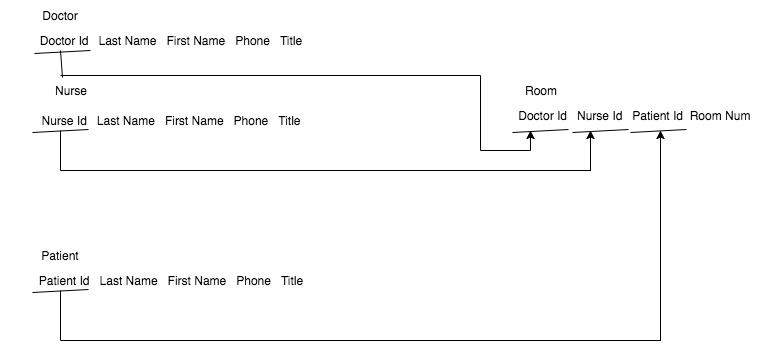 Doctor
Doctor Id Last Name First Name Phone Title
Nurse
Nurse Id Last Name First Name Phone Title
Room
Doctor Id Nurse Id Patient Id Room Num
Patient
Patient Id Last Name First Name Phone Title